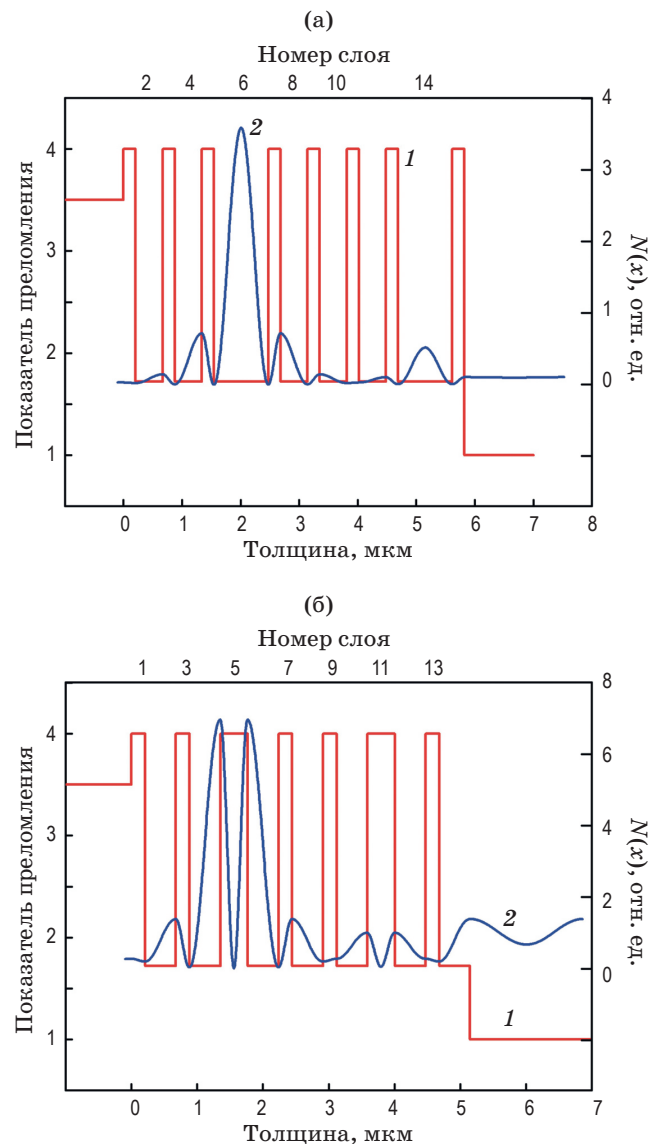 (а)
Номер слоя
2 4 6 8 10 14
4
3
2
1
Показатель преломления
2
1
4
3
2
1
0
N(x), отн. ед.
0 1 2 3 4 5 6 7 8
Толщина, мкм
(б)
Номер слоя
1 3 5 7 9 11 13
4
3
2
1
Показатель преломления
2
1
8
6
4
2
0
N(x), отн. ед.
0 1 2 3 4 5 6 7
Толщина, мкм